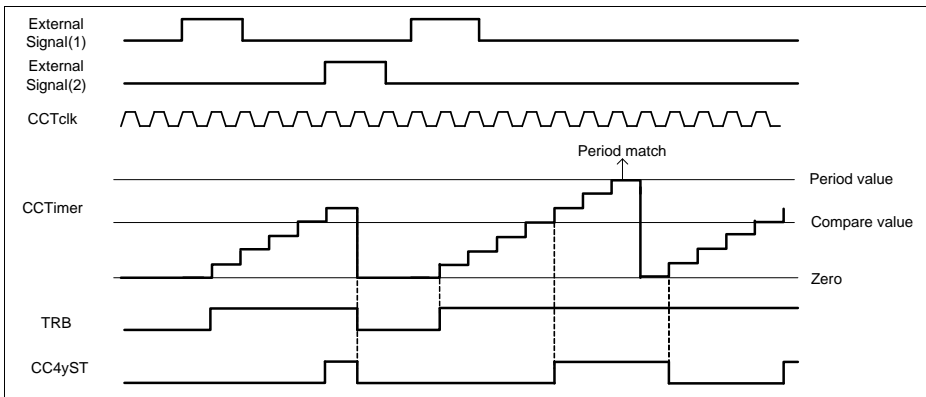 External
Signal(1)
External
Signal(2)
CCTclk
Period match
Period value
CCTimer
Compare value
Zero
TRB
CC4yST